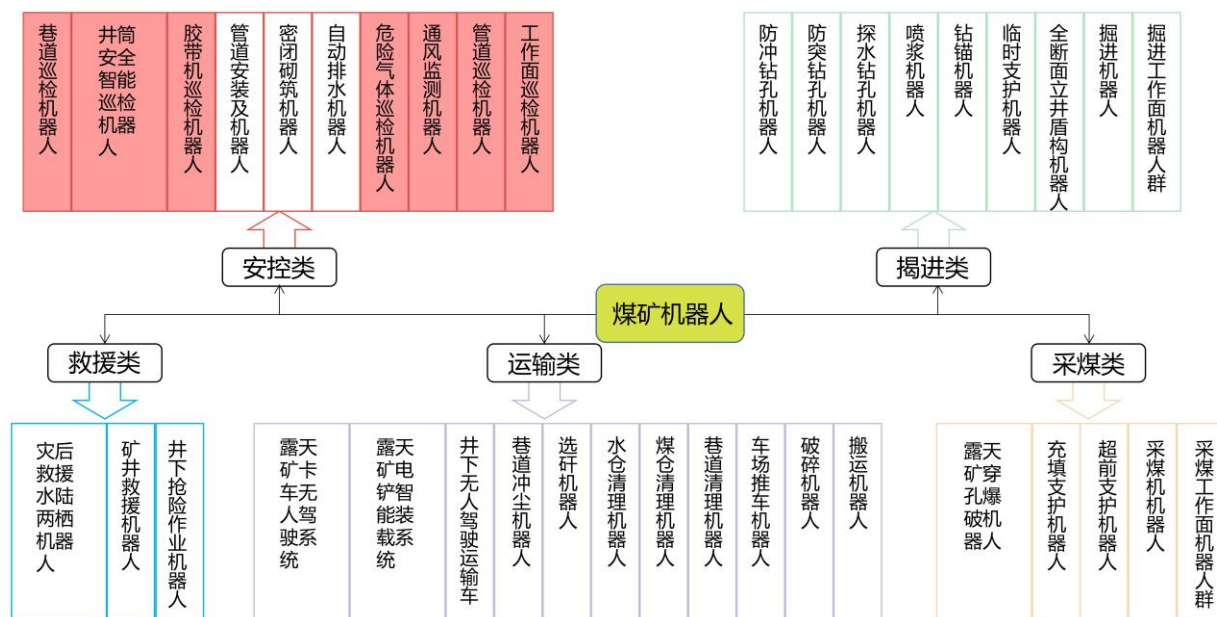 巷道巡检机器人
井筒安全智能巡检机器人
胶带机巡检机器人
管道安装及机器人
密闭砌筑机器人
自动排水机器人
危险气体巡检机器人
通风监测机器人
管道巡检机器人
工作面巡检机器人
防冲钻孔机器人
防突钻孔机器人
探水钻孔机器人
喷浆机器人
钻锚机器人
临时支护机器人
全断面立井盾构机器人
掘进机器人
掘进工作面机器人群
安控类
揭进类
煤矿机器人
救援类
运输类
采煤类
灾后救援水陆两栖机器人
矿井救援机器人
井下抢险作业机器人
露天矿卡车无人驾驶系统
露天矿电铲智能装载系统
井下无人驾驶运输车
巷道冲尘机器人
选矸机器人
水仓清理机器人
煤仓清理机器人
巷道清理机器人
车场推车机器人
破碎机器人
搬运机器人
露天矿穿孔爆破机器人
充填支护机器人
超前支护机器人
采煤机机器人
采煤工作面机器人群